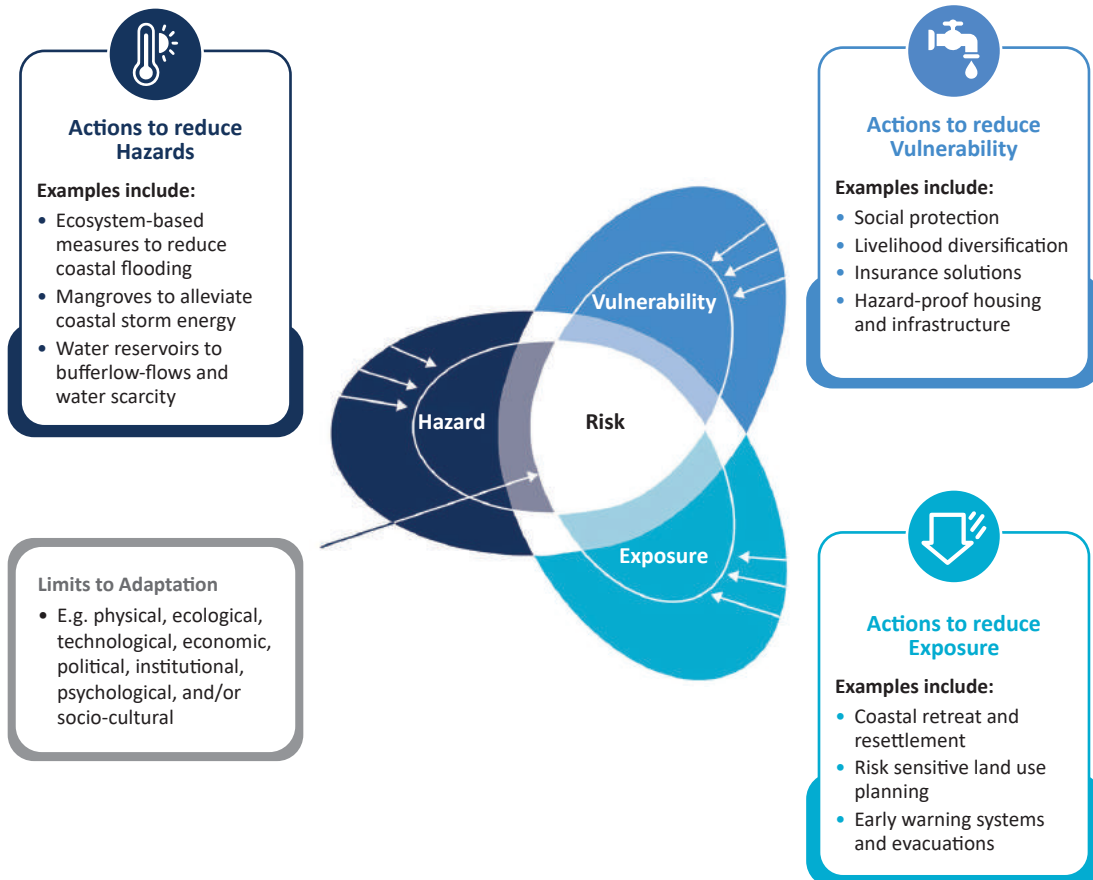 Actions to reduce
Hazards
Examples include:
• Ecosystem-based
measures to reduce
coastal flooding
• Mangroves to alleviate
coastal storm energy
• Water reservoirs to
bufferlow-flows and
water scarcity
Limits to Adaptation
• E.g. physical, ecological,
technological, economic,
political, institutional,
psychological, and/or
socio-cultural
Vulnerability
Hazard
Risk
Exposure
Actions to reduce
Vulnerability
Examples include:
• Social protection
• Livelihood diversification
• Insurance solutions
• Hazard-proof housing
and infrastructure
Actions to reduce
Exposure
Examples include:
• Coastal retreat and
resettlement
• Risk sensitive land use
planning
• Early warning systems
and evacuations